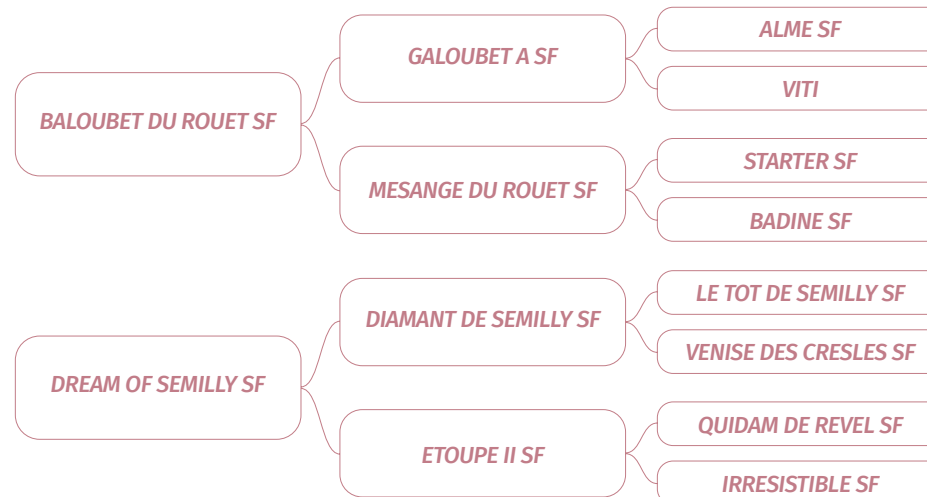 BALOUBET DU ROUET SF
GALOUBET A SF
ALME SF
VITI
MESANGE DU ROUET SF
STARTER SF
BADINE SF
DREAM OF SEMILLY SF
DIAMANT DE SEMILLY SF
LE TOT DE SEMILLY SF
VENISE DES CRESLES SF
ETOUPE II SF
QUIDAM DE REVEL SF
IRRESISTIBLE SF